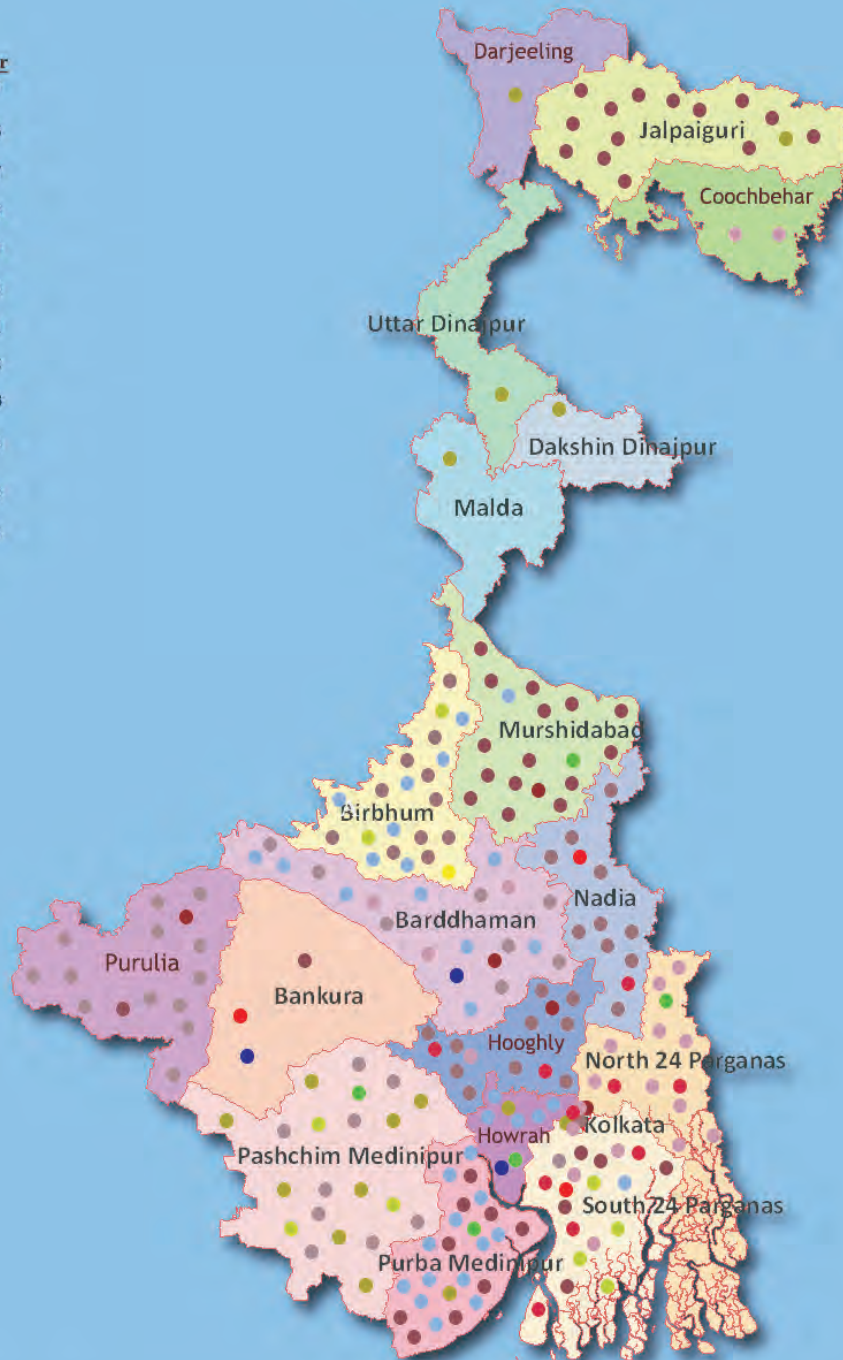 Darjeeling
Jalpaiguri
Coochbehar
Uttar Dinajpur
Dakshin Dinajpur
Malda
Murshidabad
Birbhum
Nadia
Barddhaman
Purulia
Bankura
Hooghly
North 24 Parganas
Kolkata
Howrah
Pashchim Medinipur
South 24 Parganas
Purba Medinipur